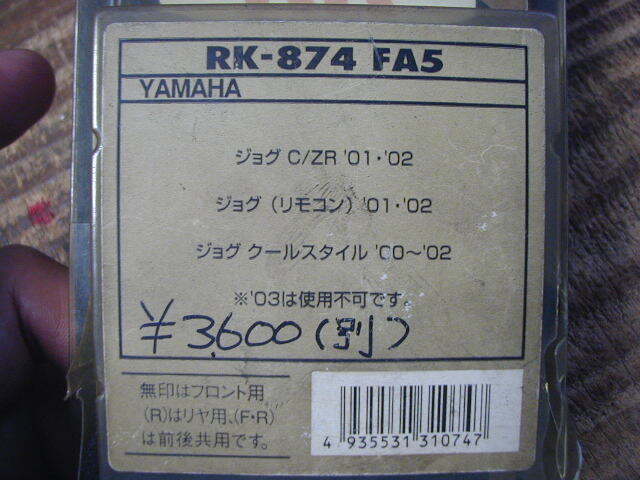 RK-874 FA5
YAMAHA
ジョグ C/ZR '01・'02
ジョグ（リモコン）'01・'02
ジョグ クールスタイル '00〜'02
※'03は使用不可です。
¥3,600(別)
無印はフロント用
(R)はリヤ用、(F・R)
は前後共用です。
4 935531 310747